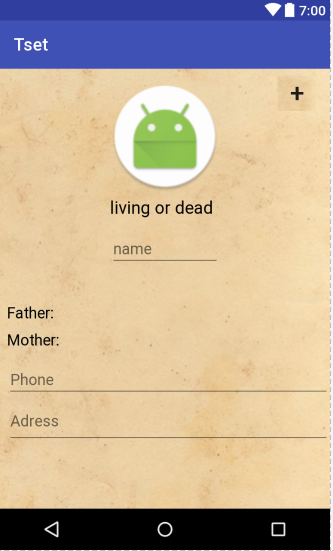 7:00
Tset
+
living or dead
name
Father:
Mother:
Phone
Adress